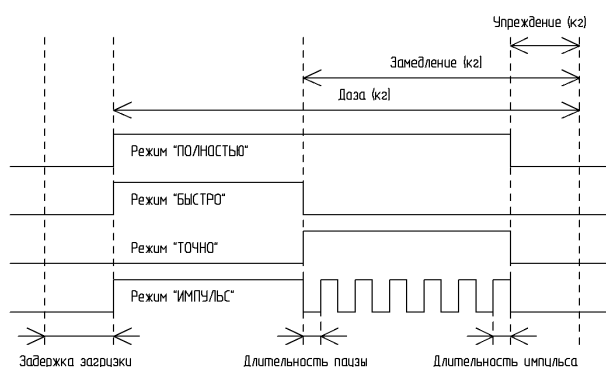 Упреждение (кг)
Замедление (кг)
Доза (кг)
Режим "ПОЛНОСТЬЮ"
Режим "БЫСТРО"
Режим "ТОЧНО"
Режим "ИМПУЛЬС"
Задержка загрузки
Длительность паузы
Длительность импульса